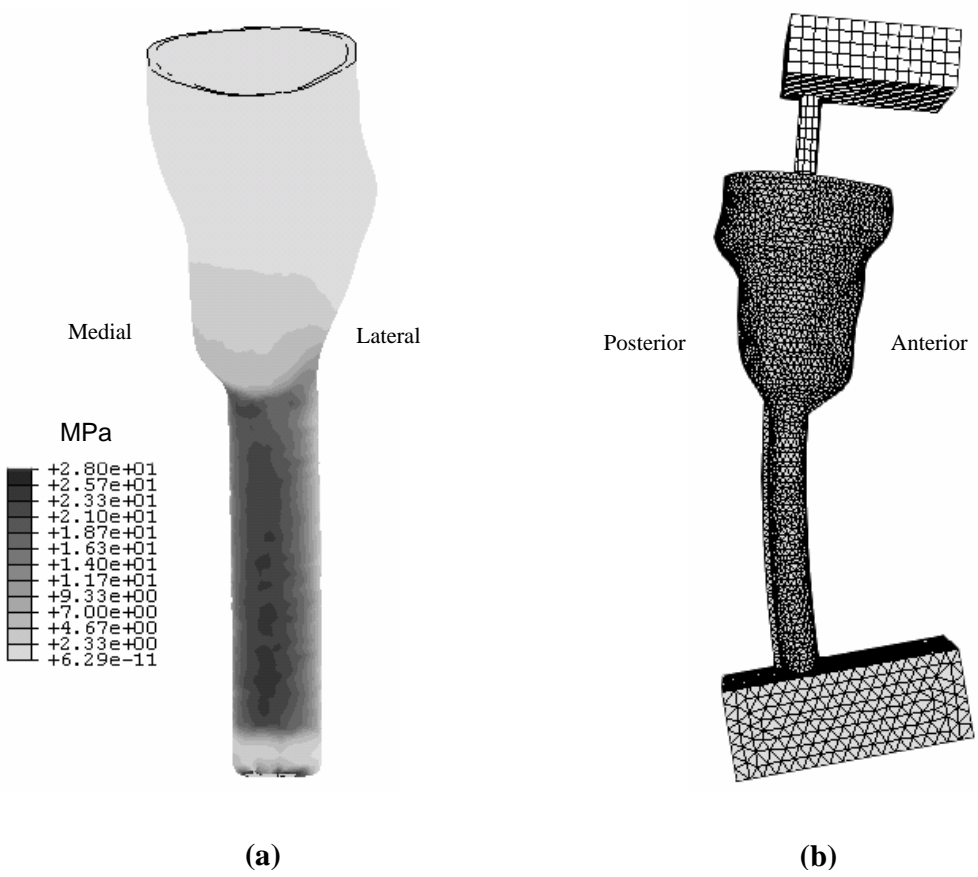 Medial
Lateral
MPa
+2.80e+01
+2.57e+01
+2.33e+01
+2.10e+01
+1.87e+01
+1.63e+01
+1.40e+01
+1.17e+01
+9.33e+00
+7.00e+00
+4.67e+00
+2.33e+00
+6.29e-11
Posterior
Anterior
(a)
(b)